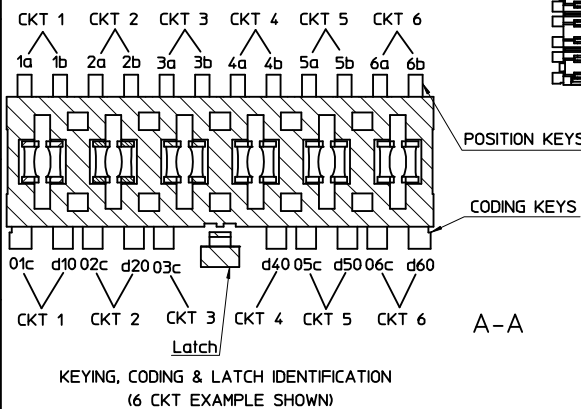 CKT 1 CKT 2 CKT 3 CKT 4 CKT 5 CKT 6
1a 1b 2a 2b 3a 3b 4a 4b 5a 5b 6a 6b
POSITION KEYS
CODING KEYS
01c d10 02c d20 03c d40 05c d50 06c d60
CKT 1 CKT 2 CKT 3 CKT 4 CKT 5 CKT 6
A-A
Latch
KEYING, CODING & LATCH IDENTIFICATION
(6 CKT EXAMPLE SHOWN)